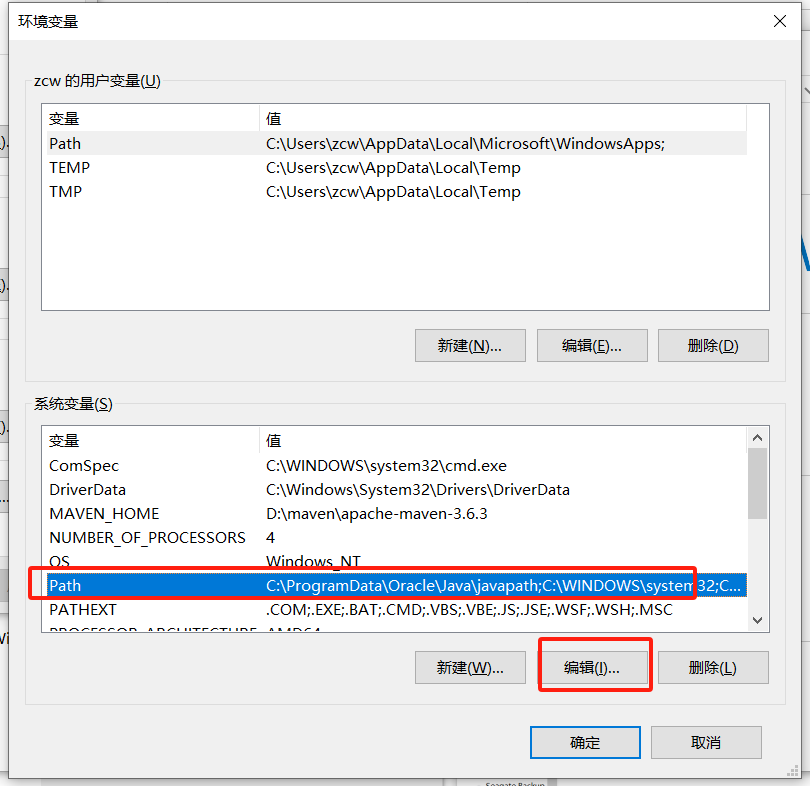 环境变量
zcw 的用户变量(U)
变量 值
Path C:\Users\zcw\AppData\Local\Microsoft\WindowsApps;
TEMP C:\Users\zcw\AppData\Local\Temp
TMP C:\Users\zcw\AppData\Local\Temp
新建(N)... 编辑(E)... 删除(D)
系统变量(S)
变量 值
ComSpec C:\WINDOWS\system32\cmd.exe
DriverData C:\Windows\System32\Drivers\DriverData
MAVEN_HOME D:\maven\apache-maven-3.6.3
NUMBER_OF_PROCESSORS 4
OS Windows_NT
Path C:\ProgramData\Oracle\Java\javapath;C:\WINDOWS\system32;C...
PATHEXT .COM;.EXE;.BAT;.CMD;.VBS;.VBE;.JS;.JSE;.WSF;.WSH;.MSC
PROCESSOR_ARCHITECTURE AMD64
新建(W)... 编辑(I)... 删除(L)
确定 取消
Seagate Backup